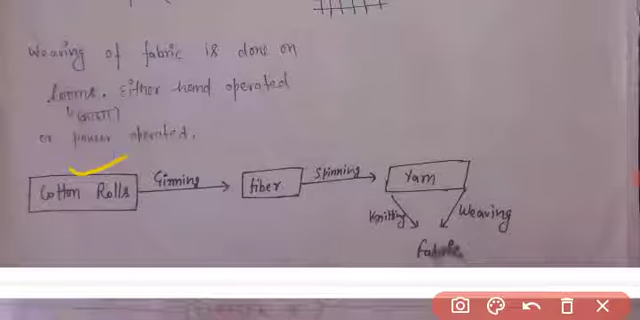 Weaving of fabric is done on
looms. Either hand operated
or power operated.
Cotton Rolls
Ginning
fiber
Spinning
Yarn
Knitting
Weaving
fabric